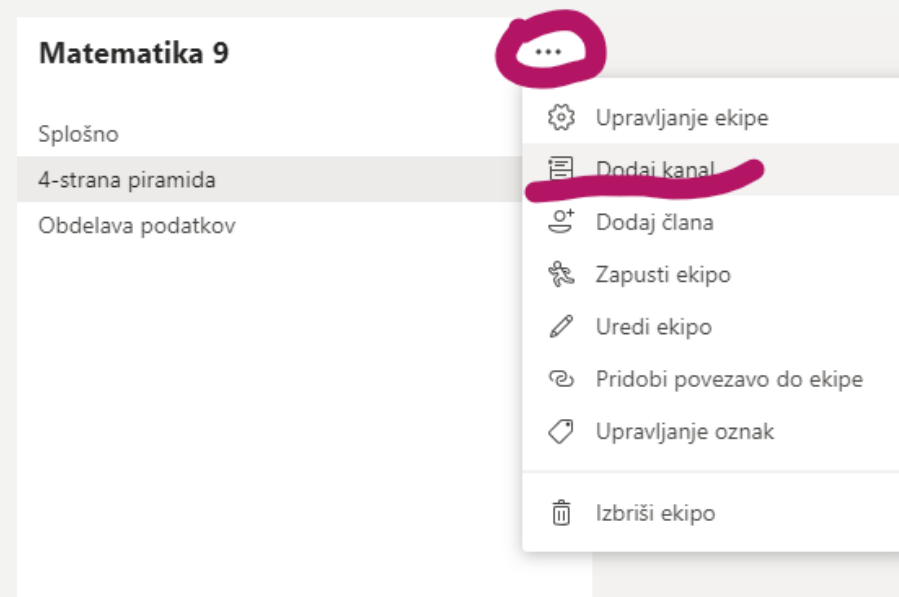 Matematika 9
Splošno
4-strana piramida
Obdelava podatkov
Upravljanje ekipe
Dodaj kanal
Dodaj člana
Zapusti ekipo
Uredi ekipo
Pridobi povezavo do ekipe
Upravljanje oznak
Izbriši ekipo